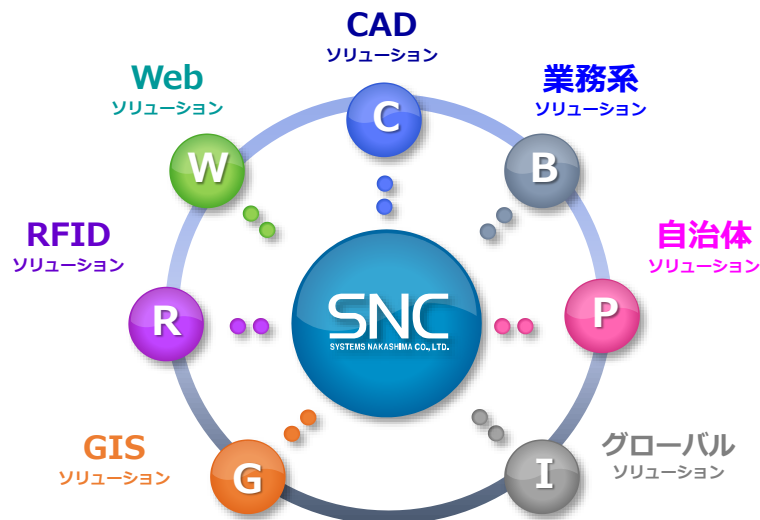 CAD
ソリューション
Web
ソリューション
業務系
ソリューション
C
W
B
RFID
ソリューション
自治体
ソリューション
SNC
SYSTEMS NAKASHIMA CO., LTD.
R
P
GIS
ソリューション
グローバル
ソリューション
G
I